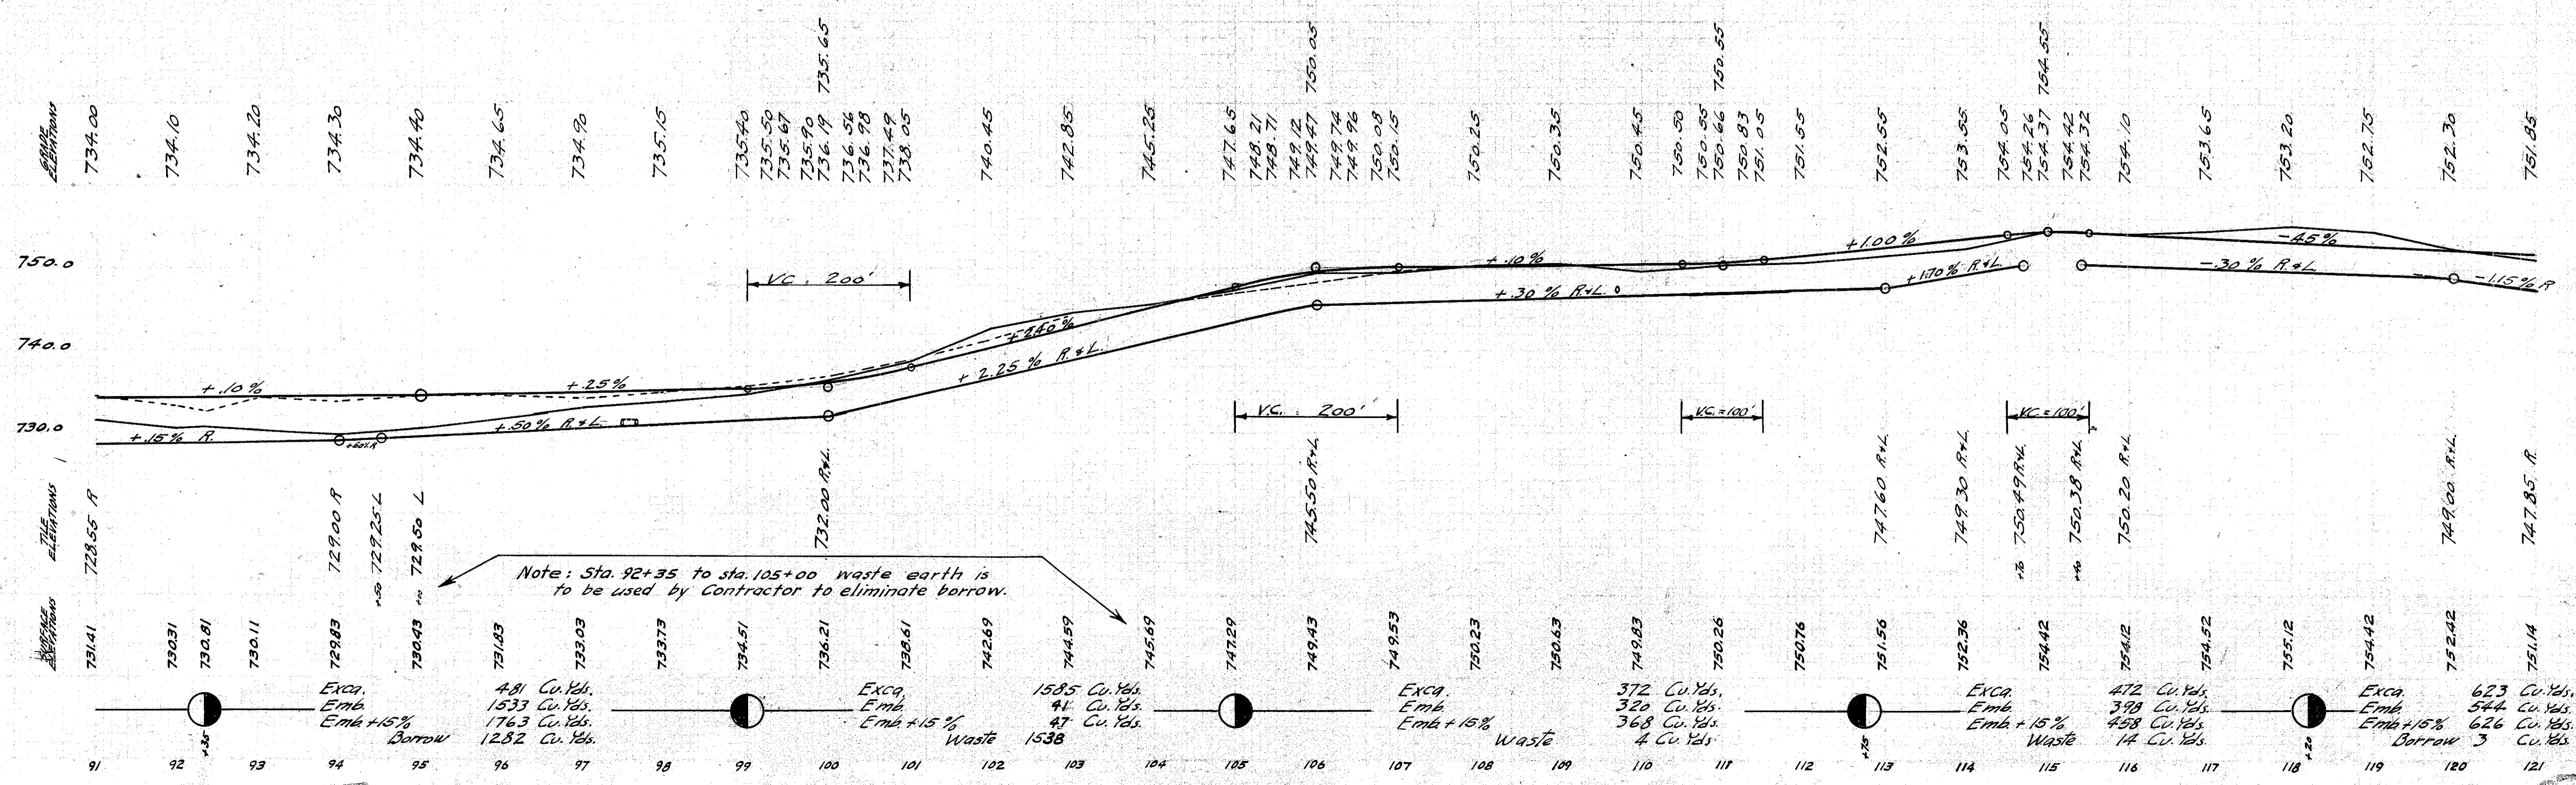 735.65 750.05 750.55 754.55
GRADE ELEVATIONS
734.00 734.10 734.20 734.30 734.40 734.65 734.90 735.15 735.40 735.50 735.67 735.90 736.19 736.56 736.98 737.49 738.05 740.45 742.85 745.25 747.65 748.21 748.71 749.12 749.47 749.74 749.96 750.08 750.15 750.25 750.35 750.45 750.50 750.55 750.66 750.83 751.05 751.55 752.55 753.55 754.05 754.26 754.37 754.42 754.32 754.10 753.65 753.20 752.75 752.30 751.85
750.0
740.0
730.0
+.10% +.25% +2.40% +.10% +1.00% -.45%
V.C. 200'
+.15% R. +.50% R +.50% R.&L. +2.25% R.&L. +.30% R.&L. +1.70% R.&L. -.30% R.&L. -1.15% R
V.C. 200' V.C.=100' V.C.=100'
TILE ELEVATIONS
728.55 R 729.00 R +50 729.25 L 729.50 L 732.00 R.&L. 745.50 R.&L. 747.60 R.&L. 749.30 R.&L. +70 750.49 R.&L. +40 750.38 R.&L. 750.20 R.&L. 749.00 R.&L. 747.85 R.
Note: Sta. 92+35 to sta. 105+00 waste earth is
to be used by Contractor to eliminate borrow.
SURFACE ELEVATIONS
731.41 730.31 730.81 730.11 729.83 730.43 731.83 733.03 733.73 734.51 736.21 738.61 742.69 744.59 745.69 747.29 749.43 749.53 750.23 750.63 749.83 750.26 750.76 751.56 752.36 754.42 754.12 754.52 755.12 754.42 752.42 751.14
Exca. 481 Cu.Yds. Exca. 1585 Cu.Yds. Exca. 372 Cu.Yds. Exca. 472 Cu.Yds. Exca. 623 Cu.Yds.
Emb. 1533 Cu.Yds. Emb. 41 Cu.Yds. Emb. 320 Cu.Yds. Emb. 398 Cu.Yds. Emb. 544 Cu.Yds.
Emb+15% 1763 Cu.Yds. Emb.+15% 47 Cu.Yds. Emb+15% 368 Cu.Yds. Emb.+15% 458 Cu.Yds. Emb+15% 626 Cu.Yds.
+35 Borrow 1282 Cu.Yds. Waste 1538 Waste 4 Cu.Yds. +75 Waste 14 Cu.Yds. +20 Borrow 3 Cu.Yds.
91 92 93 94 95 96 97 98 99 100 101 102 103 104 105 106 107 108 109 110 111 112 113 114 115 116 117 118 119 120 121